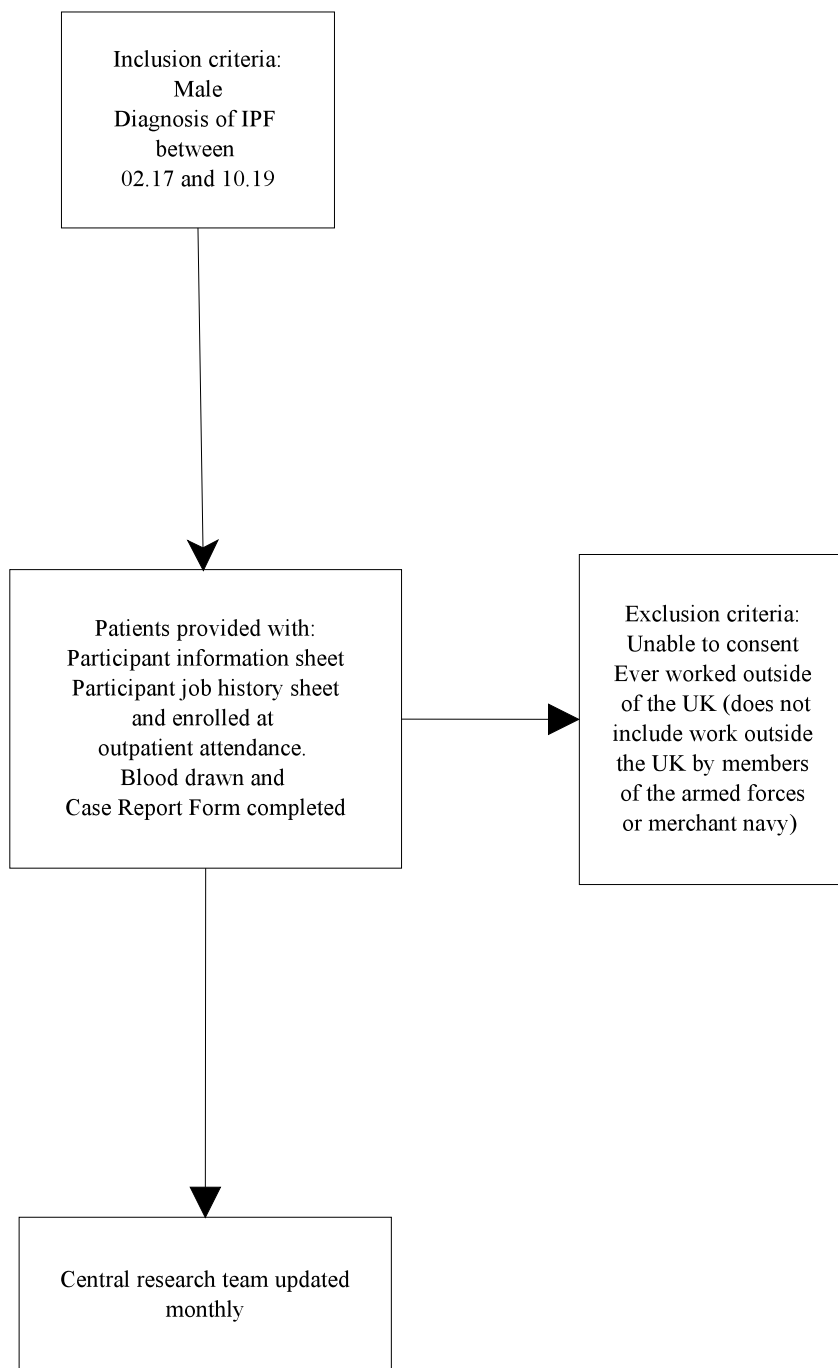 Inclusion criteria:
Male
Diagnosis of IPF
between
02.17 and 10.19
Patients provided with:
Participant information sheet
Participant job history sheet
and enrolled at
outpatient attendance.
Blood drawn and
Case Report Form completed
Exclusion criteria:
Unable to consent
Ever worked outside
of the UK (does not
include work outside
the UK by members
of the armed forces
or merchant navy)
Central research team updated
monthly